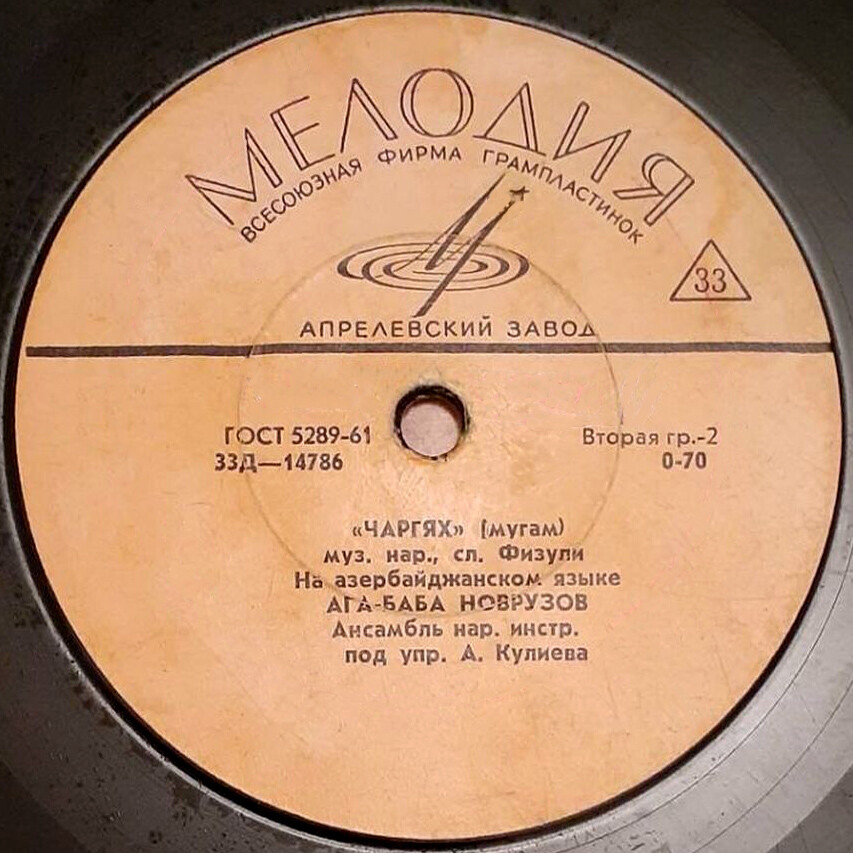 МЕЛОДИЯ
ВСЕСОЮЗНАЯ ФИРМА ГРАМПЛАСТИНОК
33
АПРЕЛЕВСКИЙ ЗАВОД
ГОСТ 5289-61
Вторая гр.-2
33Д—14786
0-70
«ЧАРГЯХ» (мугам)
муз. нар., сл. Физули
На азербайджанском языке
АГА-БАБА НОВРУЗОВ
Ансамбль нар. инстр.
под упр. А. Кулиева